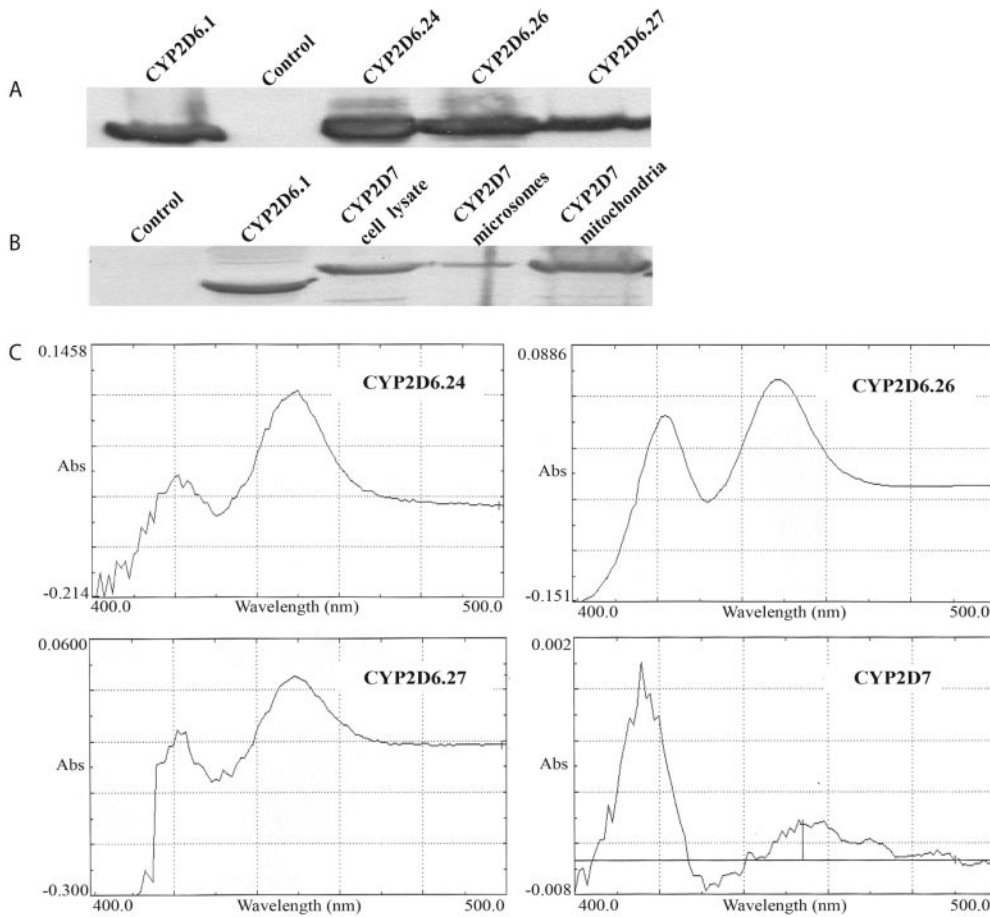 A
CYP2D6.1
Control
CYP2D6.24
CYP2D6.26
CYP2D6.27
B
Control
CYP2D6.1
CYP2D7
cell lysate
CYP2D7
microsomes
CYP2D7
mitochondria
C
0.1458
CYP2D6.24
Abs
-0.214
400.0
Wavelength (nm)
500.0
0.0886
CYP2D6.26
Abs
-0.151
400.0
Wavelength (nm)
500.0
0.0600
CYP2D6.27
Abs
-0.300
400.0
Wavelength (nm)
500.0
0.002
CYP2D7
Abs
-0.008
400.0
Wavelength (nm)
500.0